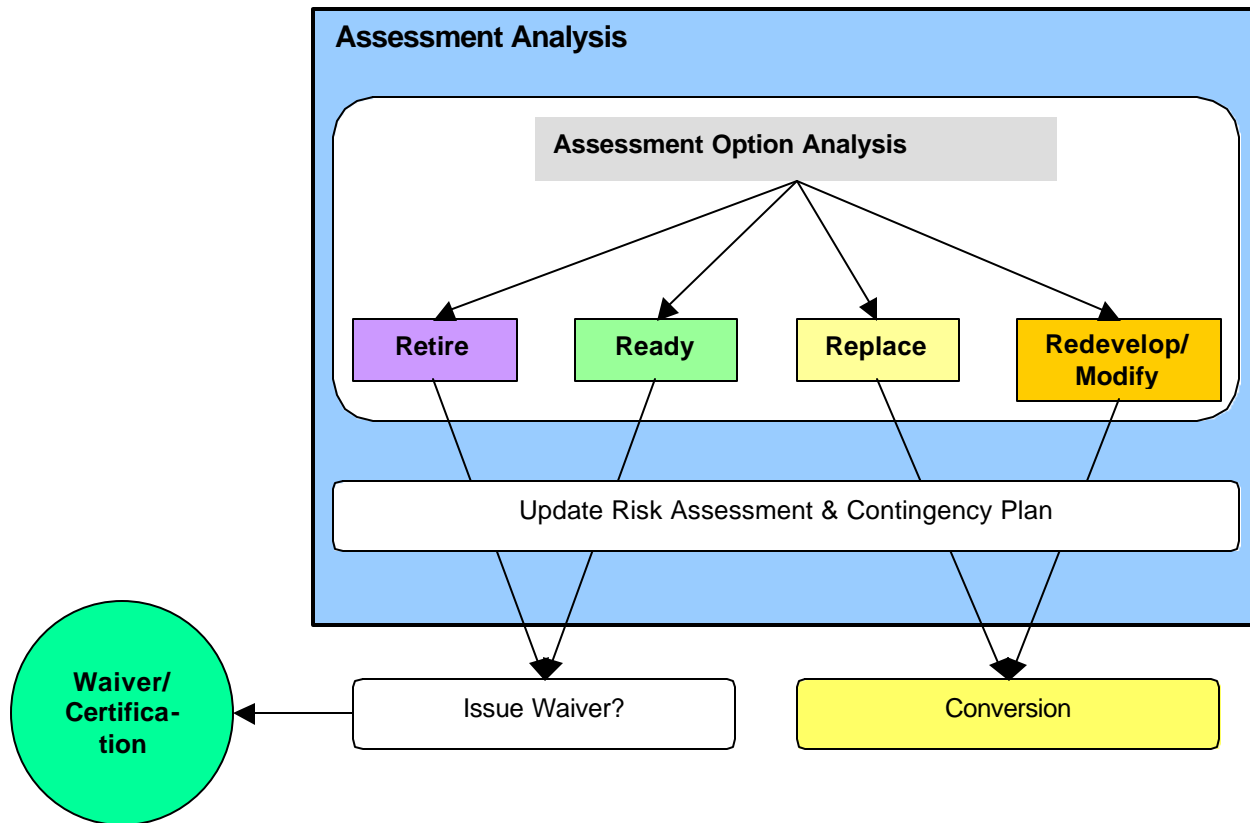 Assessment Analysis
Assessment Option Analysis
Retire
Ready
Replace
Redevelop/
Modify
Update Risk Assessment & Contingency Plan
Waiver/
Certifica-
tion
Issue Waiver?
Conversion